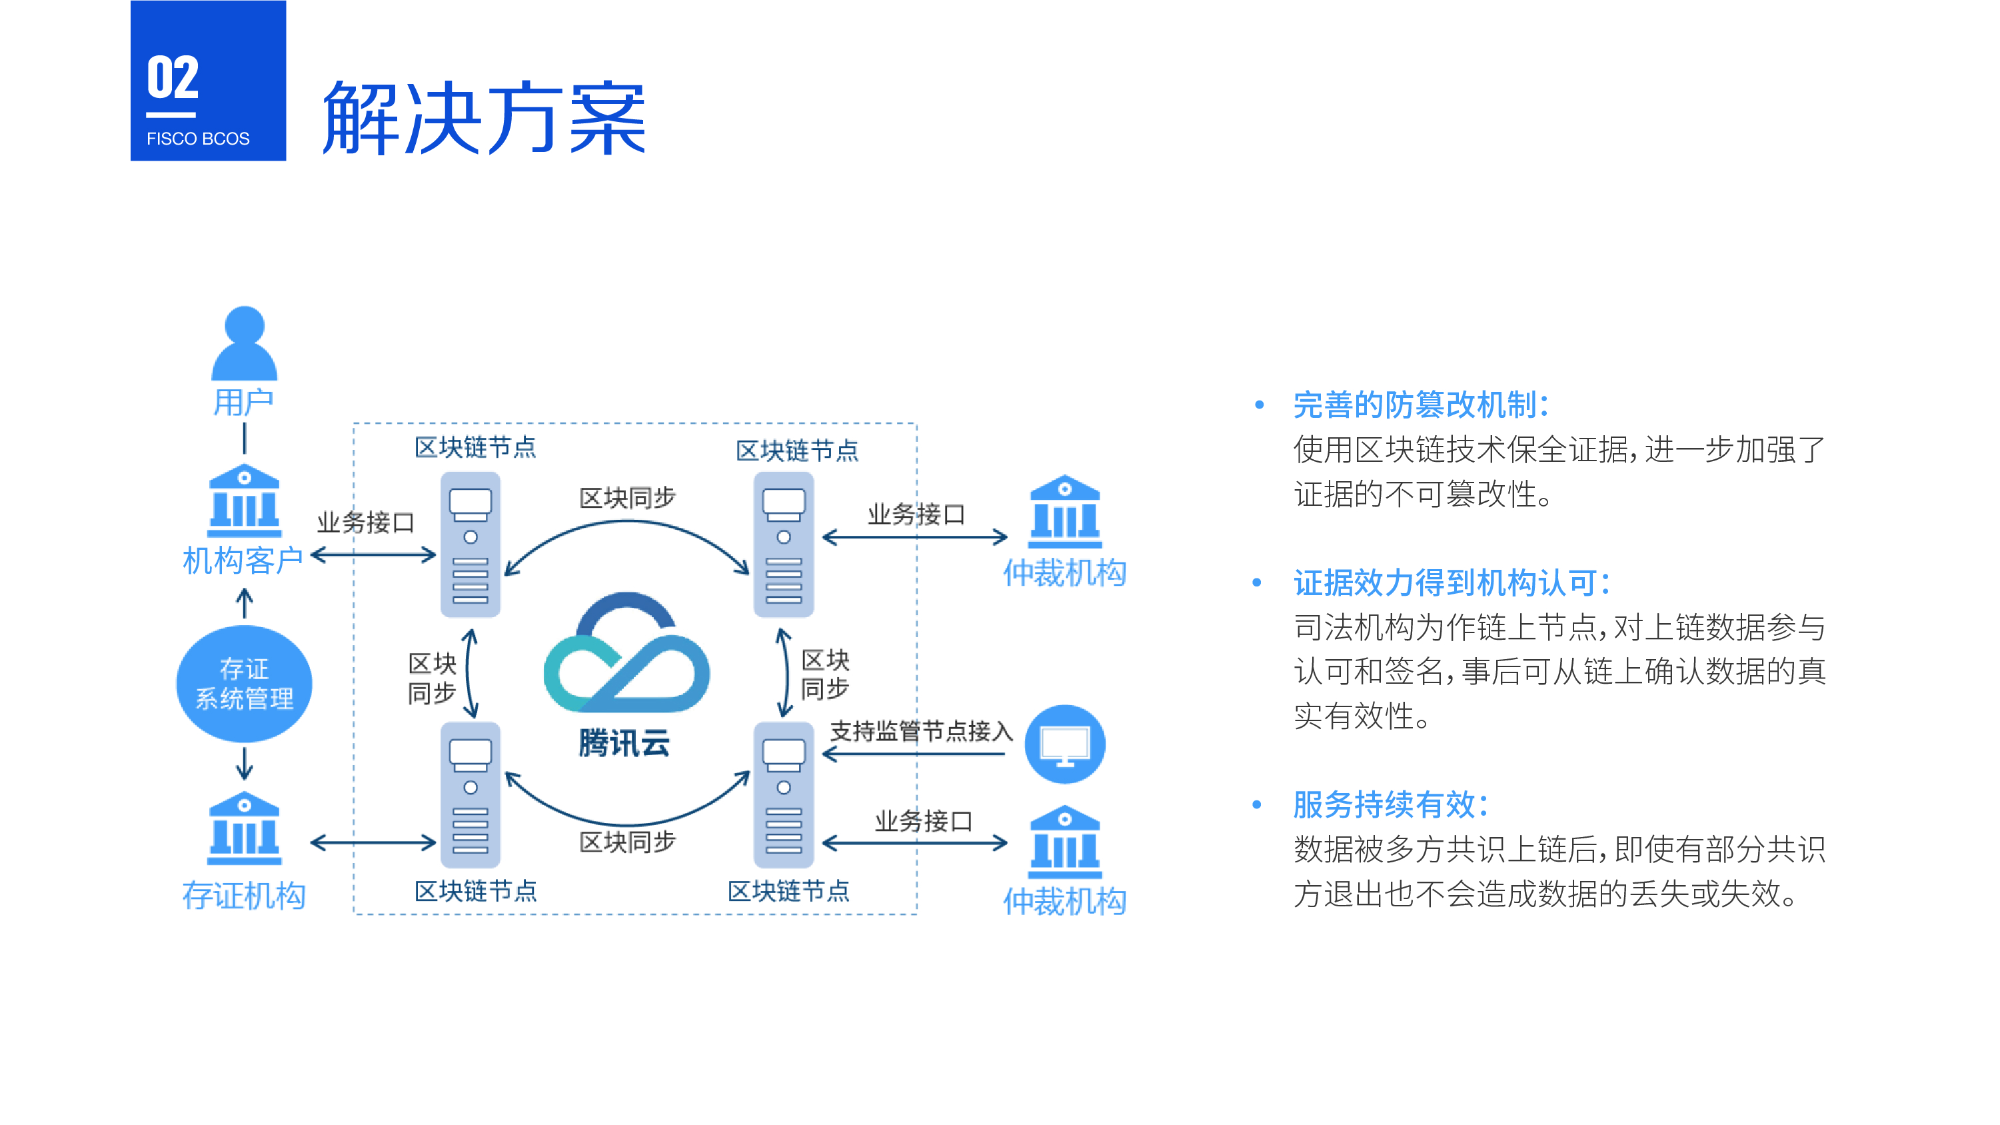 02
FISCO BCOS
解决方案
用户
区块链节点
区块链节点
区块同步
业务接口
业务接口
机构客户
仲裁机构
存证
系统管理
区块
同步
区块
同步
腾讯云
支持监管节点接入
业务接口
区块同步
存证机构
区块链节点
区块链节点
仲裁机构
• 完善的防篡改机制：
使用区块链技术保全证据，进一步加强了
证据的不可篡改性。
• 证据效力得到机构认可：
司法机构为作链上节点，对上链数据参与
认可和签名，事后可从链上确认数据的真
实有效性。
• 服务持续有效：
数据被多方共识上链后，即使有部分共识
方退出也不会造成数据的丢失或失效。